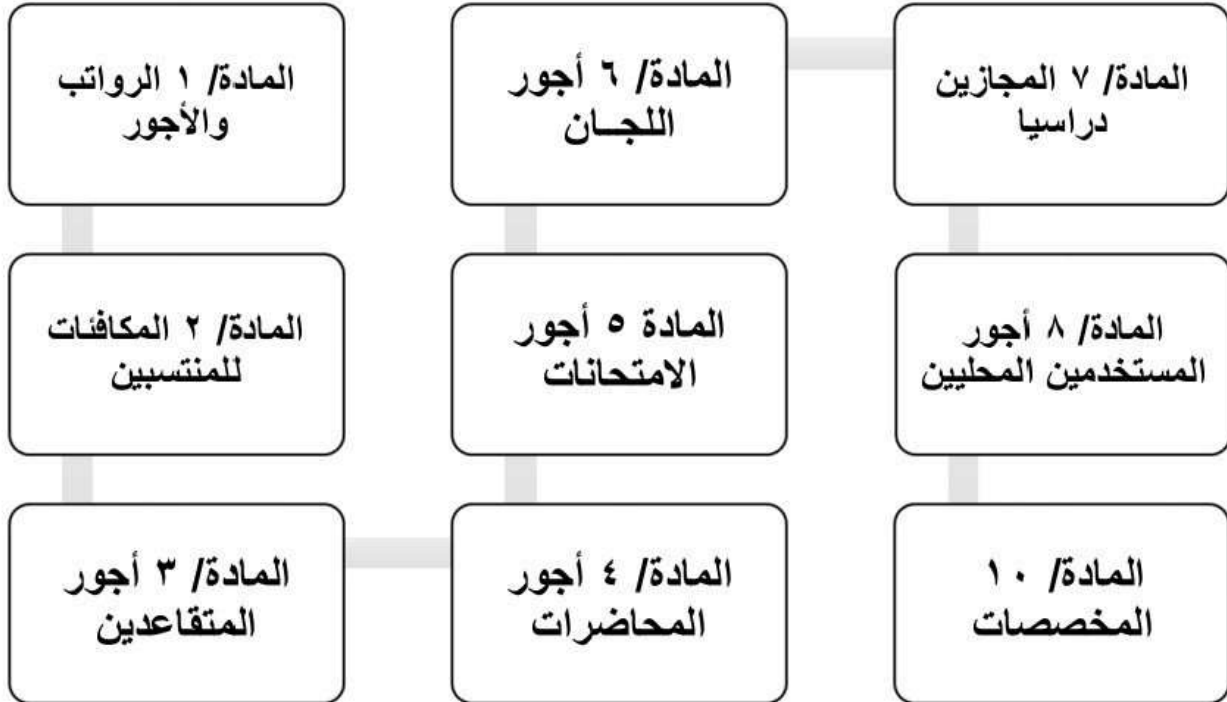 المادة/ ١ الرواتب
والأجور
المادة/ ٢ المكافئات
للمنتسبين
المادة/ ٣ أجور
المتقاعدين
المادة/ ٤ أجور
المحاضرات
المادة ٥ أجور
الامتحانات
المادة/ ٦ أجور
اللجــان
المادة/ ٧ المجازين
دراسيا
المادة/ ٨ أجور
المستخدمين المحليين
المادة/ ١٠
المخصصات